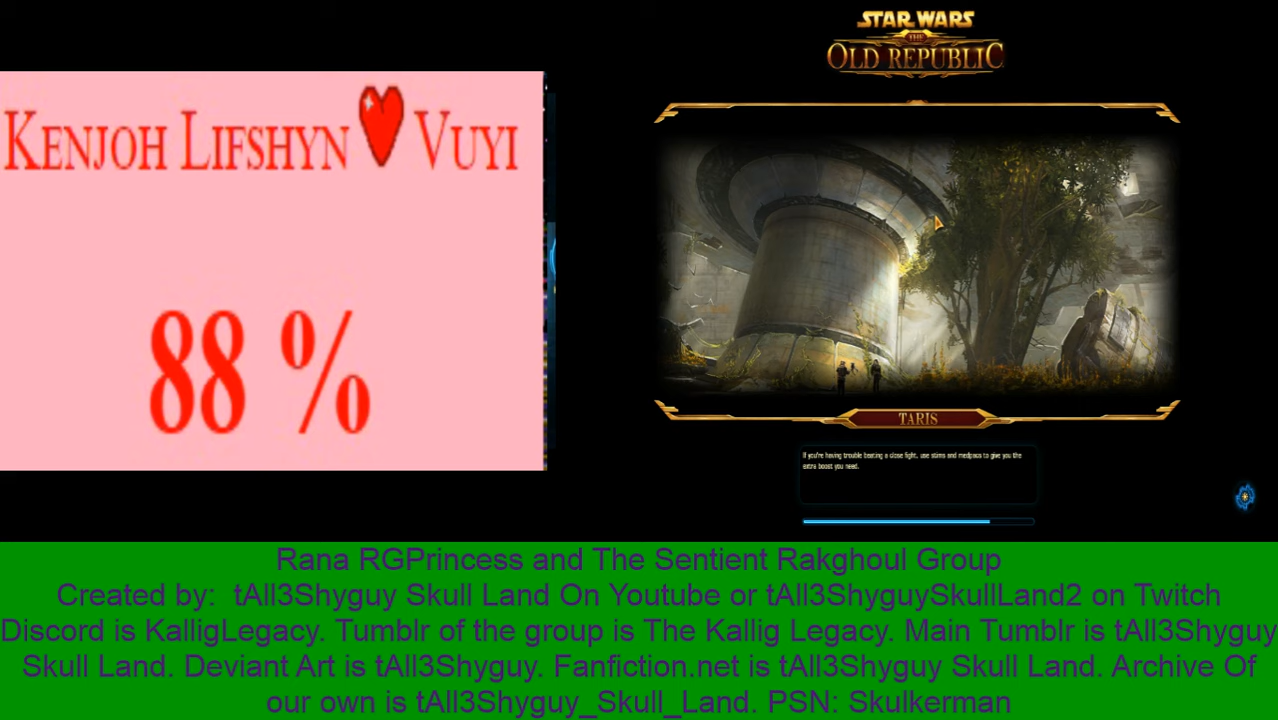 STAR WARS
THE
OLD REPUBLIC
KENJOH LIFSHYN VUYI
88 %
TARIS
If you're having trouble beating a close fight, use stims and medpacs to give you the
extra boost you need.
Rana RGPrincess and The Sentient Rakghoul Group
Created by: tAll3Shyguy Skull Land On Youtube or tAll3ShyguySkullLand2 on Twitch
Discord is KalligLegacy. Tumblr of the group is The Kallig Legacy. Main Tumblr is tAll3Shyguy
Skull Land. Deviant Art is tAll3Shyguy. Fanfiction.net is tAll3Shyguy Skull Land. Archive Of
our own is tAll3Shyguy_Skull_Land. PSN: Skulkerman